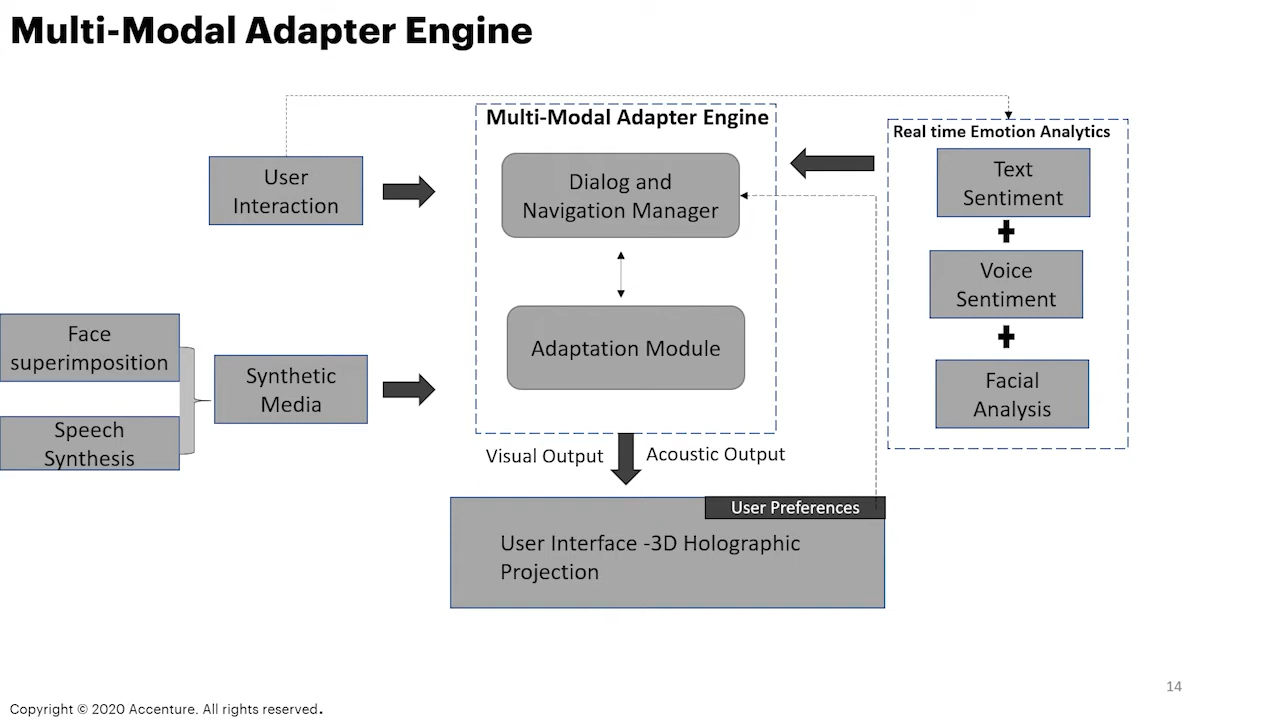 Multi-Modal Adapter Engine
Multi-Modal Adapter Engine
Real time Emotion Analytics
User
Interaction
Dialog and
Navigation Manager
Text
Sentiment
Voice
Sentiment
Face
superimposition
Synthetic
Media
Adaptation Module
Facial
Analysis
Speech
Synthesis
Visual Output
Acoustic Output
User Preferences
User Interface -3D Holographic
Projection
14
Copyright © 2020 Accenture. All rights reserved.